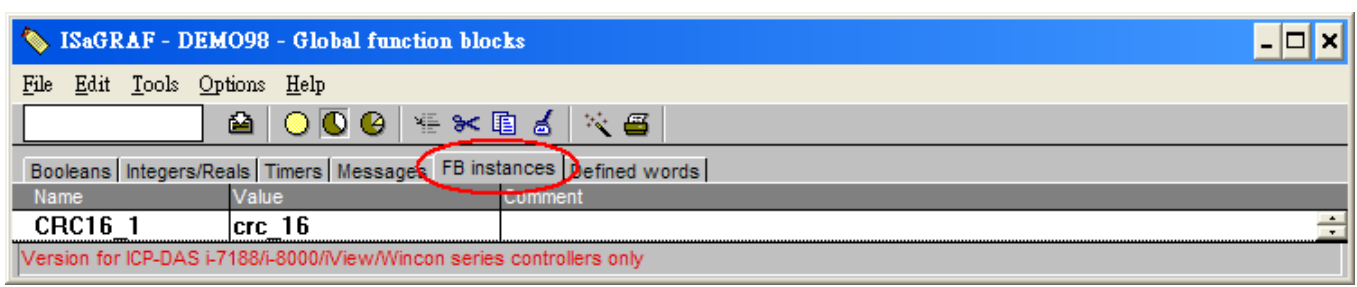 ISaGRAF - DEMO98 - Global function blocks
File Edit Tools Options Help
Booleans Integers/Reals Timers Messages FB instances Defined words
Name Value Comment
CRC16_1 crc_16
Version for ICP-DAS i-7188/i-8000/iView/Wincon series controllers only